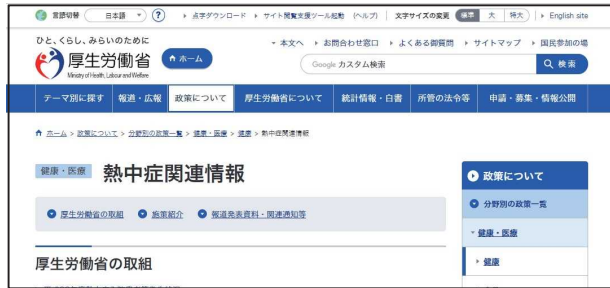 言語切替 日本語 ? 点字ダウンロード サイト閲覧支援ツール起動 (ヘルプ) 文字サイズの変更 標準 大 特大 English site
ひと、くらし、みらいのために
本文へ お問合わせ窓口 よくある御質問 サイトマップ 国民参加の場
厚生労働省 ホーム
Ministry of Health, Labour and Welfare
Google カスタム検索 検索
テーマ別に探す 報道・広報 政策について 厚生労働省について 統計情報・白書 所管の法令等 申請・募集・情報公開
ホーム > 政策について > 分野別の政策一覧 > 健康・医療 > 健康 > 熱中症関連情報
健康・医療 熱中症関連情報
政策について
分野別の政策一覧
厚生労働省の取組 施策紹介 報道発表資料・関連通知等
健康・医療
健康
厚生労働省の取組